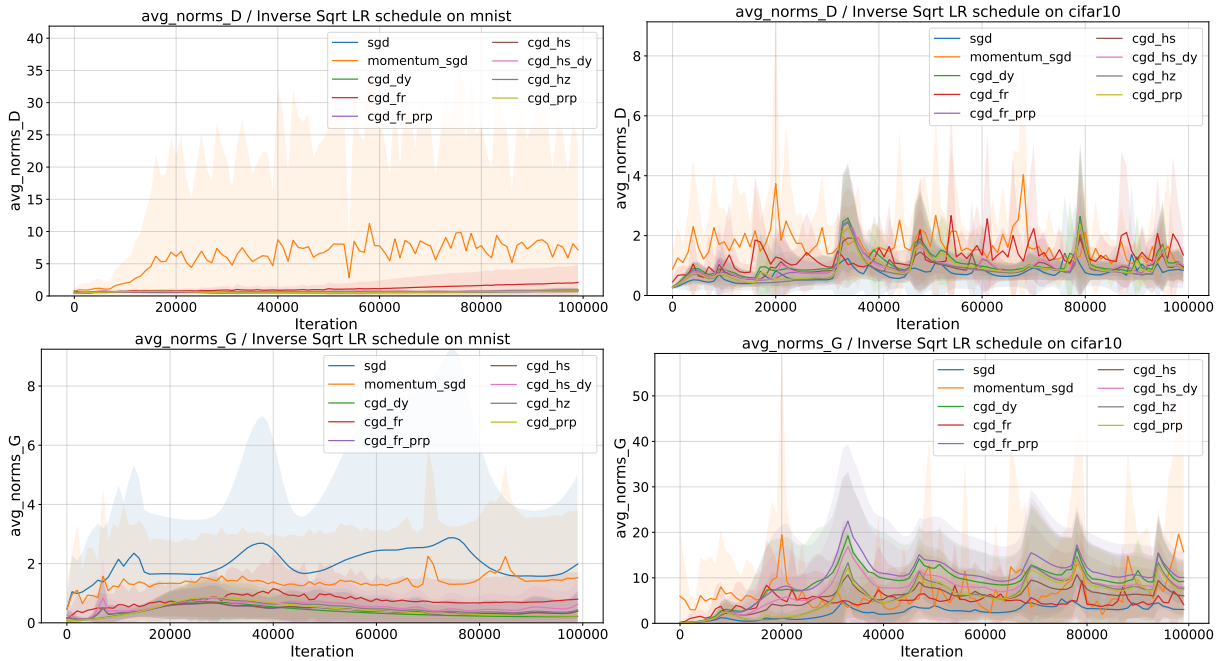 avg_norms_D / Inverse Sqrt LR schedule on mnist
avg_norms_D
40
35
30
25
20
15
10
5
0
sgd
momentum_sgd
cgd_dy
cgd_fr
cgd_fr_prp
cgd_hs
cgd_hs_dy
cgd_hz
cgd_prp
0 20000 40000 60000 80000 100000
Iteration
avg_norms_D / Inverse Sqrt LR schedule on cifar10
avg_norms_D
8
6
4
2
0
sgd
momentum_sgd
cgd_dy
cgd_fr
cgd_fr_prp
cgd_hs
cgd_hs_dy
cgd_hz
cgd_prp
0 20000 40000 60000 80000 100000
Iteration
avg_norms_G / Inverse Sqrt LR schedule on mnist
avg_norms_G
8
6
4
2
0
sgd
momentum_sgd
cgd_dy
cgd_fr
cgd_fr_prp
cgd_hs
cgd_hs_dy
cgd_hz
cgd_prp
0 20000 40000 60000 80000 100000
Iteration
avg_norms_G / Inverse Sqrt LR schedule on cifar10
avg_norms_G
50
40
30
20
10
0
sgd
momentum_sgd
cgd_dy
cgd_fr
cgd_fr_prp
cgd_hs
cgd_hs_dy
cgd_hz
cgd_prp
0 20000 40000 60000 80000 100000
Iteration